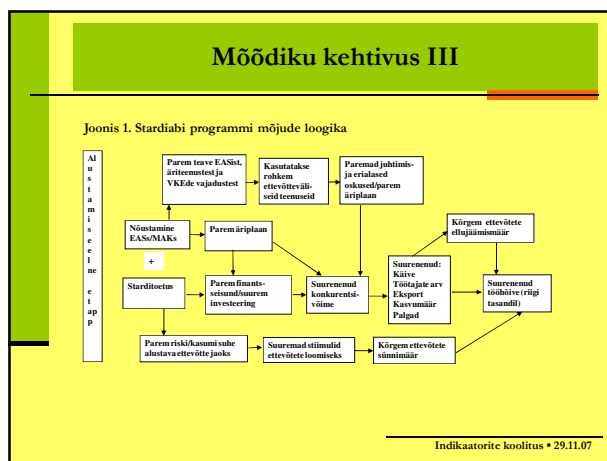 Mõõdiku kehtivus III
Joonis 1. Stardiabi programmi mõjude loogika
Al
u s t
a m
i s e
e e l
n e
e t
a p
p
Parem teave EASist,
äriteenustest ja
VKEde vajadustest
Kasutatakse
rohkem
ettevõtteväli
seid teenuseid
Paremad juhtimis-
ja erialased
oskused/parem
äriplaan
Nõustamine
EASs/MAKs
Parem äriplaan
Kõrgem ettevõtete
ellujäämismäär
+
Starditoetus
Parem finants-
seisund/suurem
investeering
Suurenenud
konkurentsi-
võime
Suurenenud:
Käive
Töötajate arv
Eksport
Kasvumäär
Palgad
Suurenenud
tööhõive (riigi
tasandil)
Parem riski/kasumi suhe
alustava ettevõtte jaoks
Suuremad stiimulid
ettevõtete loomiseks
Kõrgem ettevõtete
sünnimäär
Indikaatorite koolitus ▪ 29.11.07